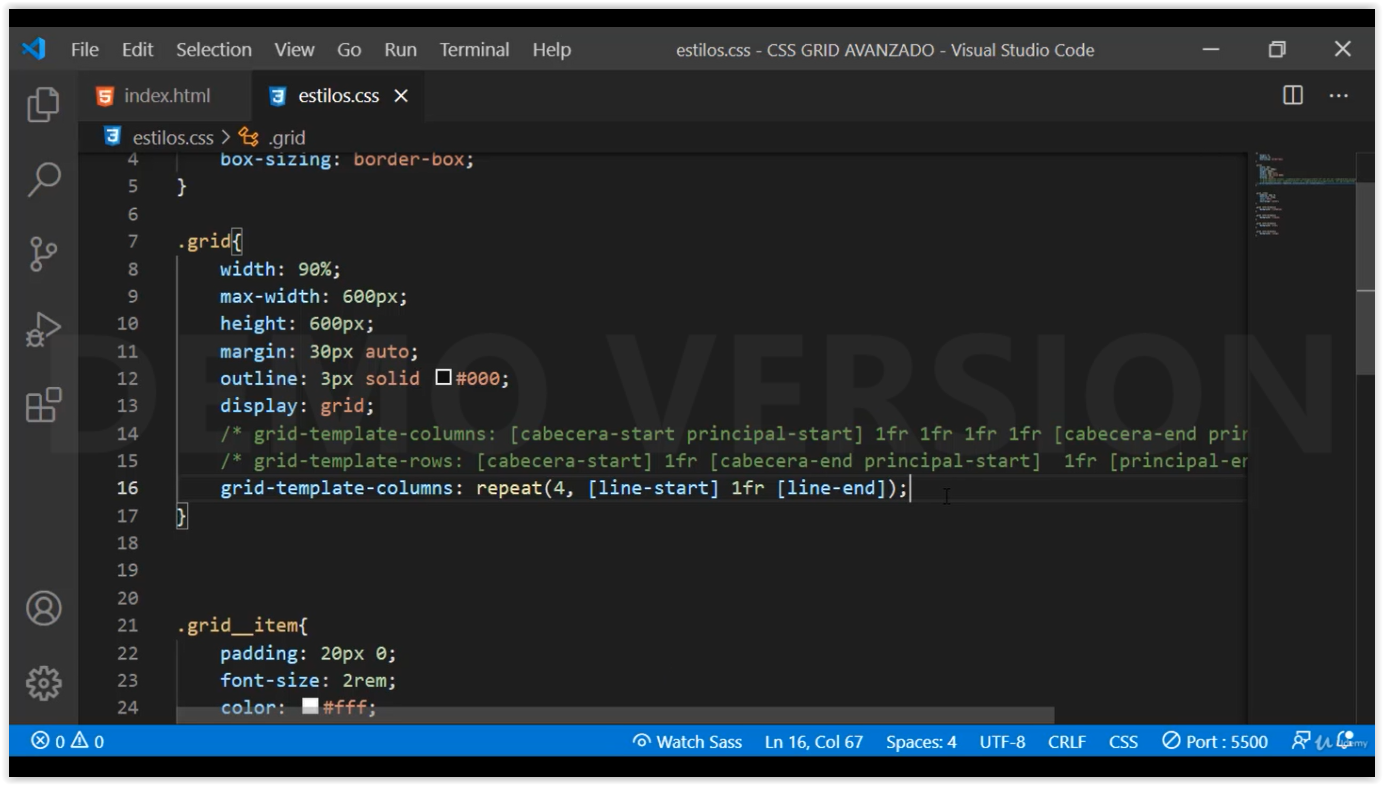 File Edit Selection View Go Run Terminal Help estilos.css - CSS GRID AVANZADO - Visual Studio Code
index.html estilos.css
estilos.css > .grid
4 box-sizing: border-box;
5 }
6
7 .grid{
8 width: 90%;
9 max-width: 600px;
10 height: 600px;
11 margin: 30px auto;
12 outline: 3px solid #000;
13 display: grid;
14 /* grid-template-columns: [cabecera-start principal-start] 1fr 1fr 1fr 1fr [cabecera-end prin
15 /* grid-template-rows: [cabecera-start] 1fr [cabecera-end principal-start] 1fr [principal-en
16 grid-template-columns: repeat(4, [line-start] 1fr [line-end]);
17 }
18
19
20
21 .grid__item{
22 padding: 20px 0;
23 font-size: 2rem;
24 color: #fff;
DEMO VERSION
0 0 Watch Sass Ln 16, Col 67 Spaces: 4 UTF-8 CRLF CSS Port : 5500